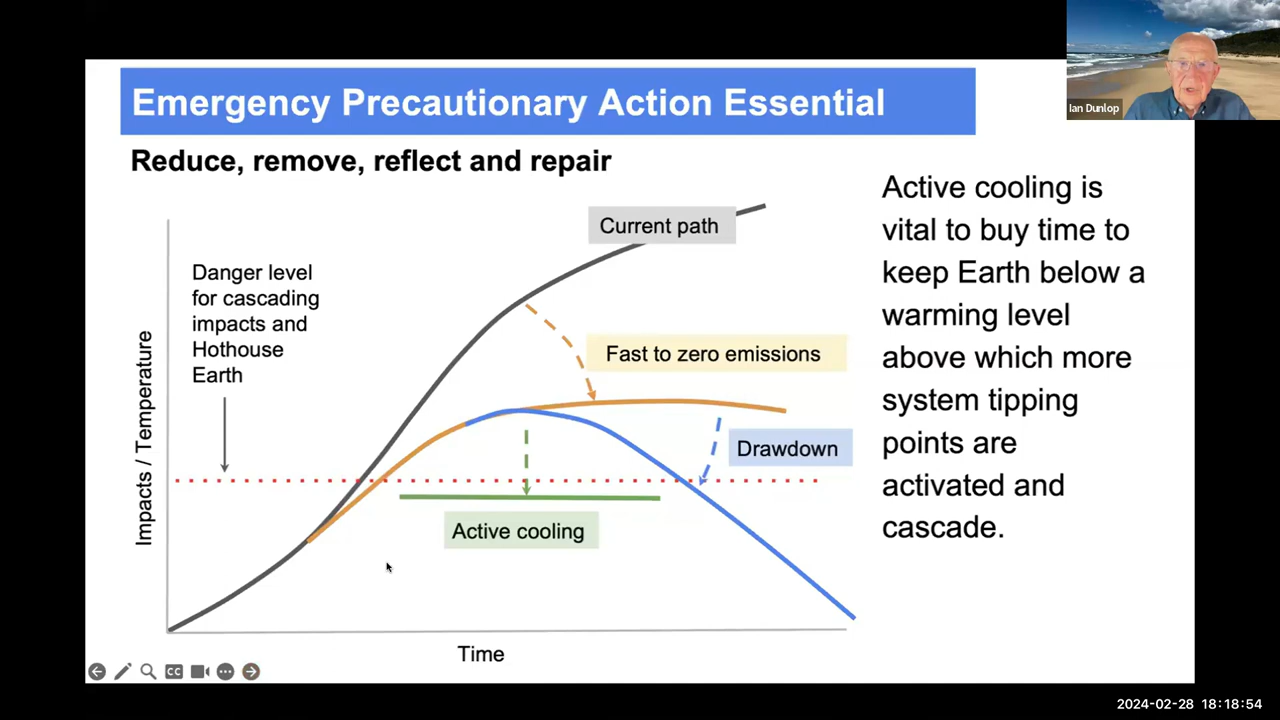 Emergency Precautionary Action Essential
Ian Dunlop
Reduce, remove, reflect and repair
Current path
Danger level
for cascading
impacts and
Hothouse
Earth
Impacts / Temperature
Fast to zero emissions
Drawdown
Active cooling
Time
Active cooling is
vital to buy time to
keep Earth below a
warming level
above which more
system tipping
points are
activated and
cascade.
CC
2024-02-28 18:18:54